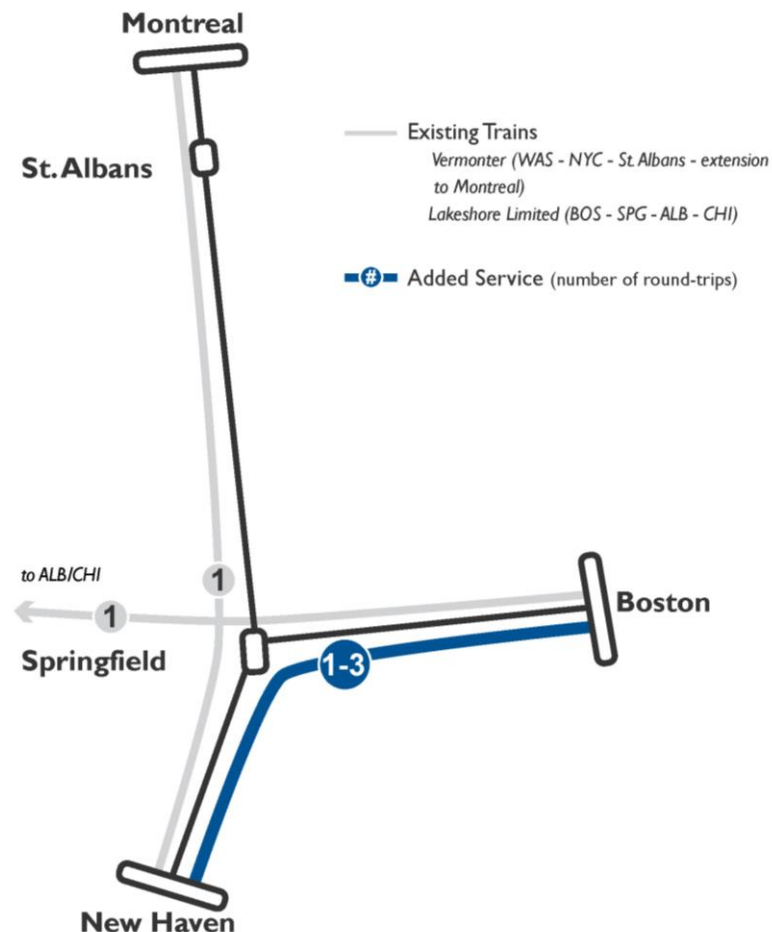 Montreal
St. Albans
Existing Trains
Vermonter (WAS - NYC - St. Albans - extension
to Montreal)
Lakeshore Limited (BOS - SPG - ALB - CHI)
# Added Service (number of round-trips)
to ALB/CHI
1
1
Boston
Springfield
1-3
New Haven